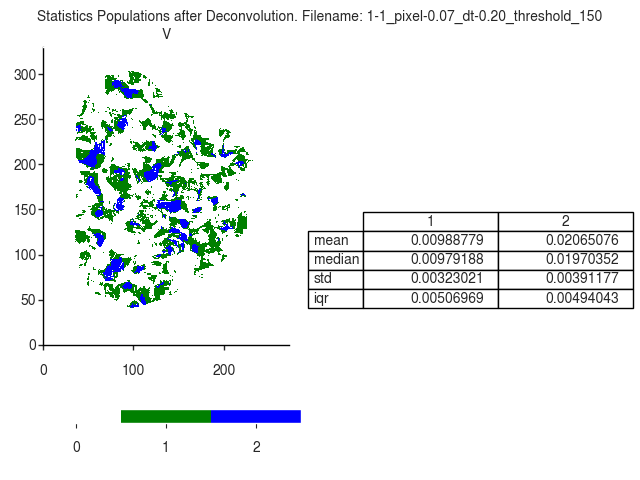 Statistics Populations after Deconvolution. Filename: 1-1_pixel-0.07_dt-0.20_threshold_150
V
300
250
200
150
100
50
0
0 100 200
1 2
mean 0.00988779 0.02065076
median 0.00979188 0.01970352
std 0.00323021 0.00391177
iqr 0.00506969 0.00494043
0 1 2